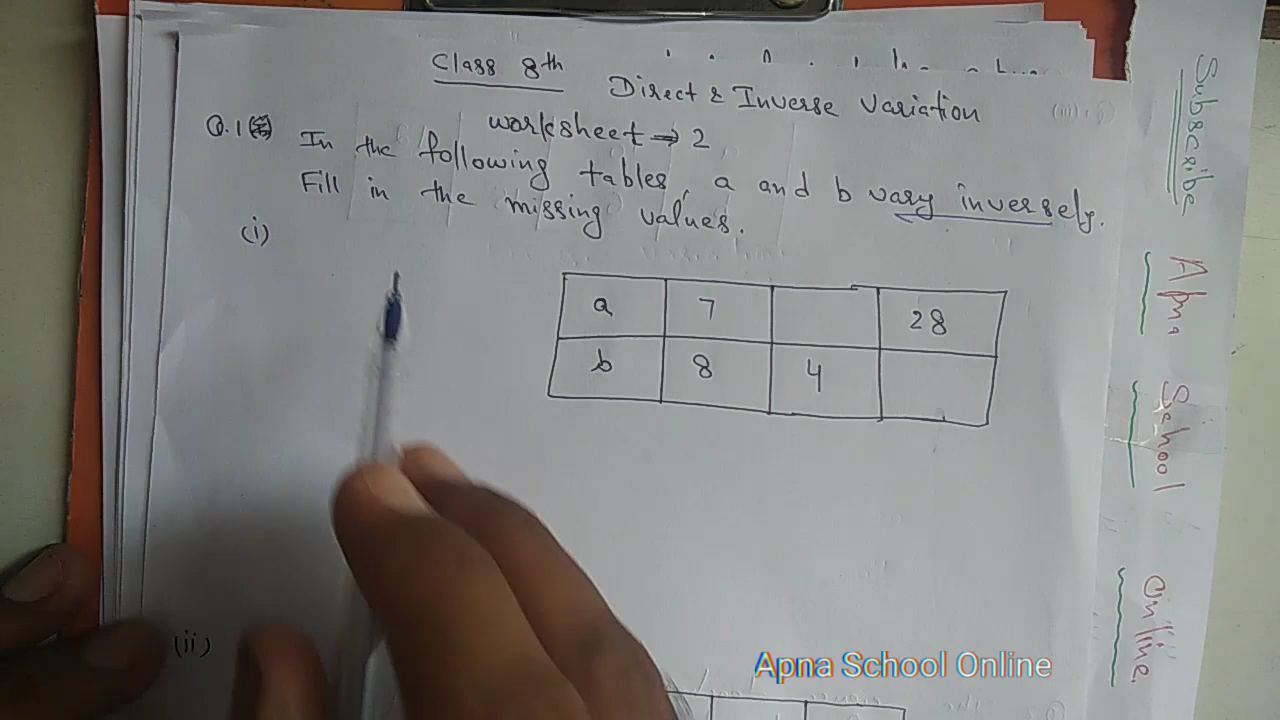 Class 8th
Direct & Inverse Variation
Worksheet → 2
Q.1 In the following tables, a and b vary inversely.
Fill in the missing values.
(i)
a 7 28
b 8 4
(ii)
Subscribe Apna School Online.
Apna School Online